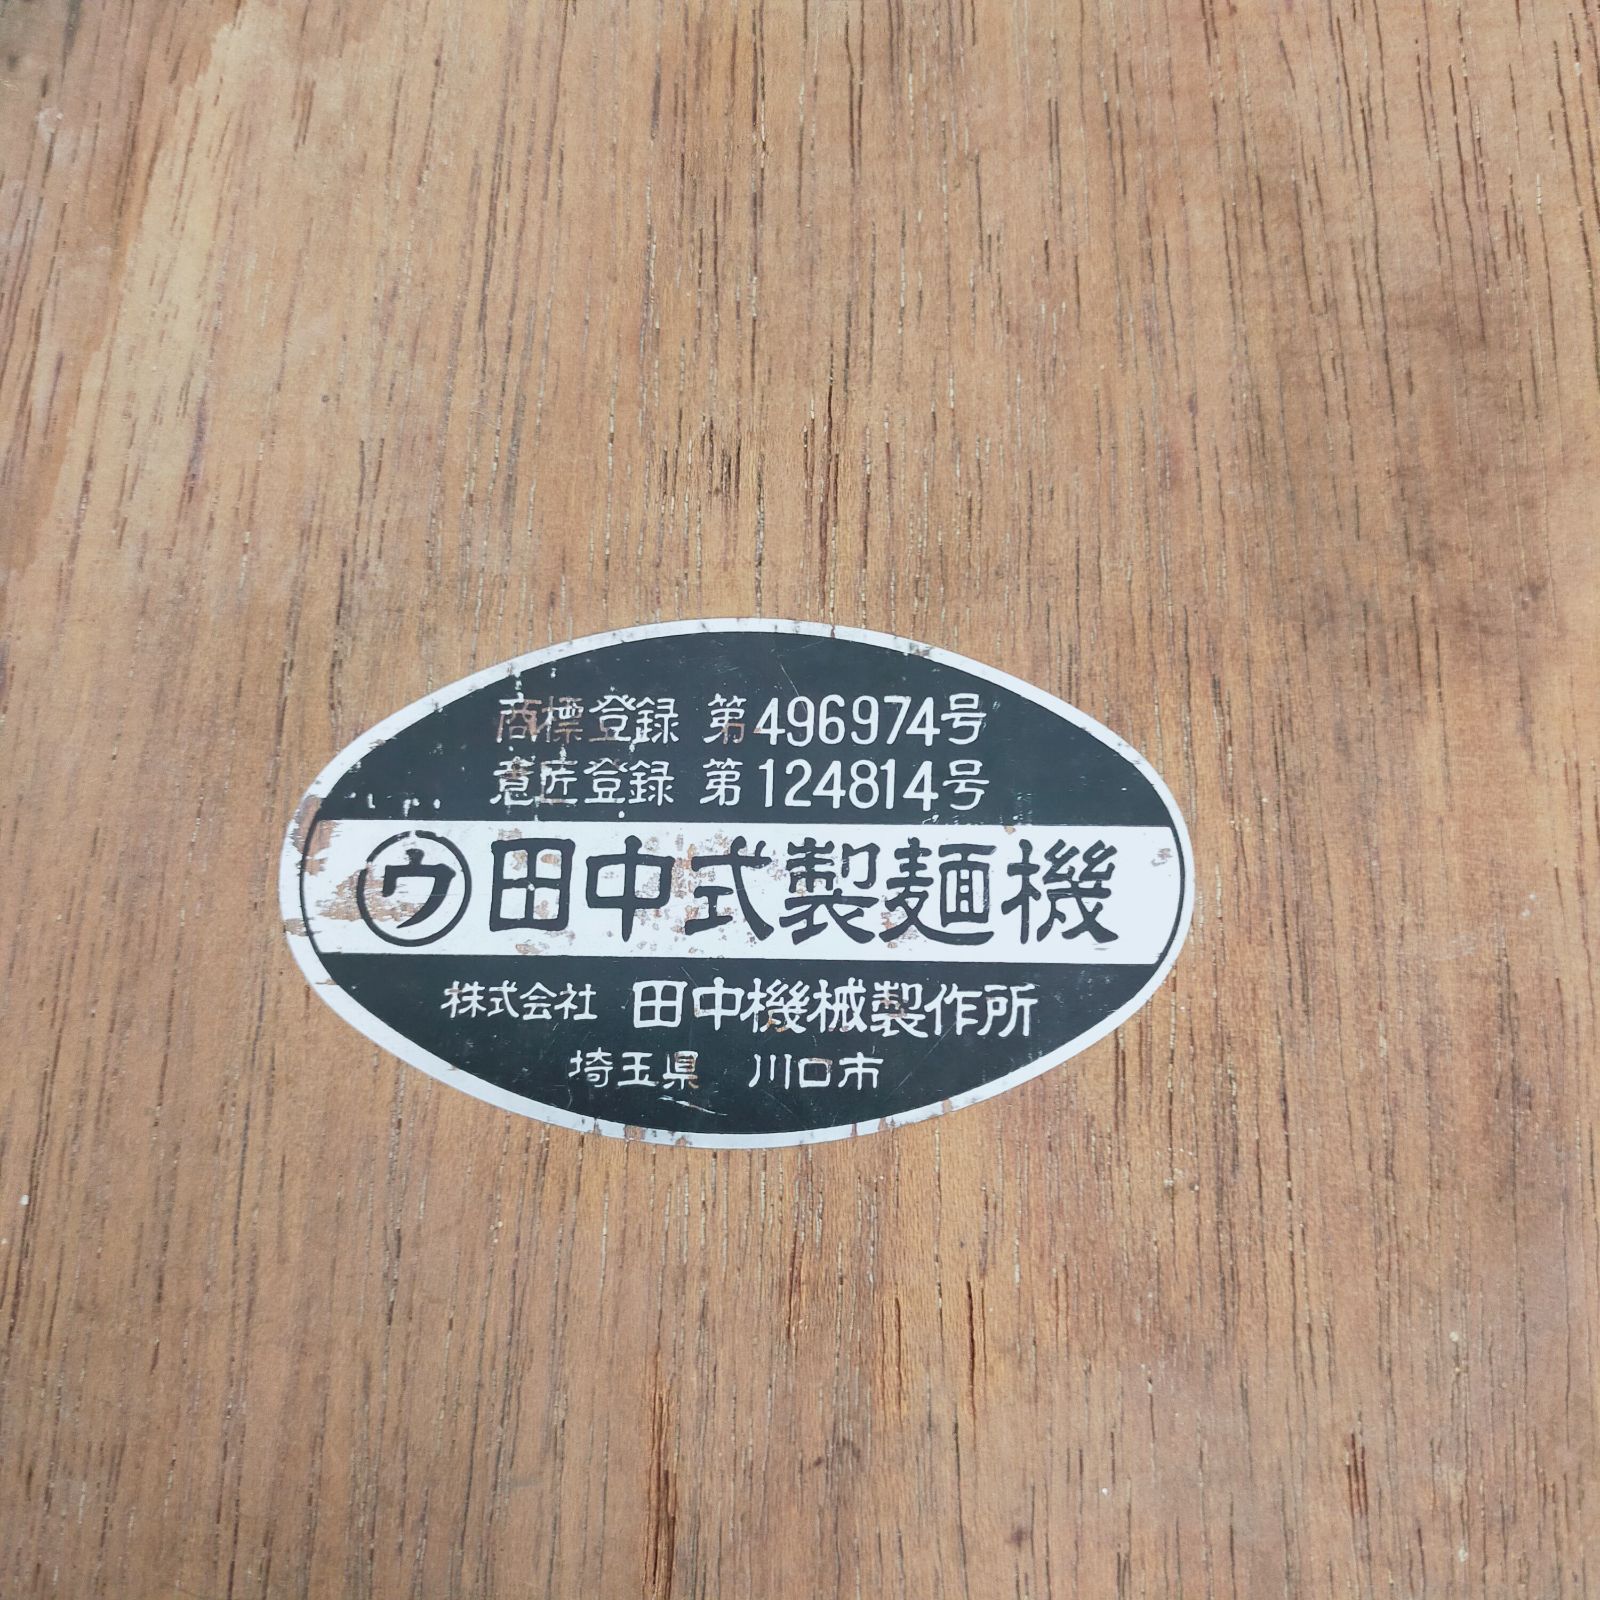 商標登録 第496974号
意匠登録 第124814号
ウ 田中式製麺機
株式会社 田中機械製作所
埼玉県 川口市